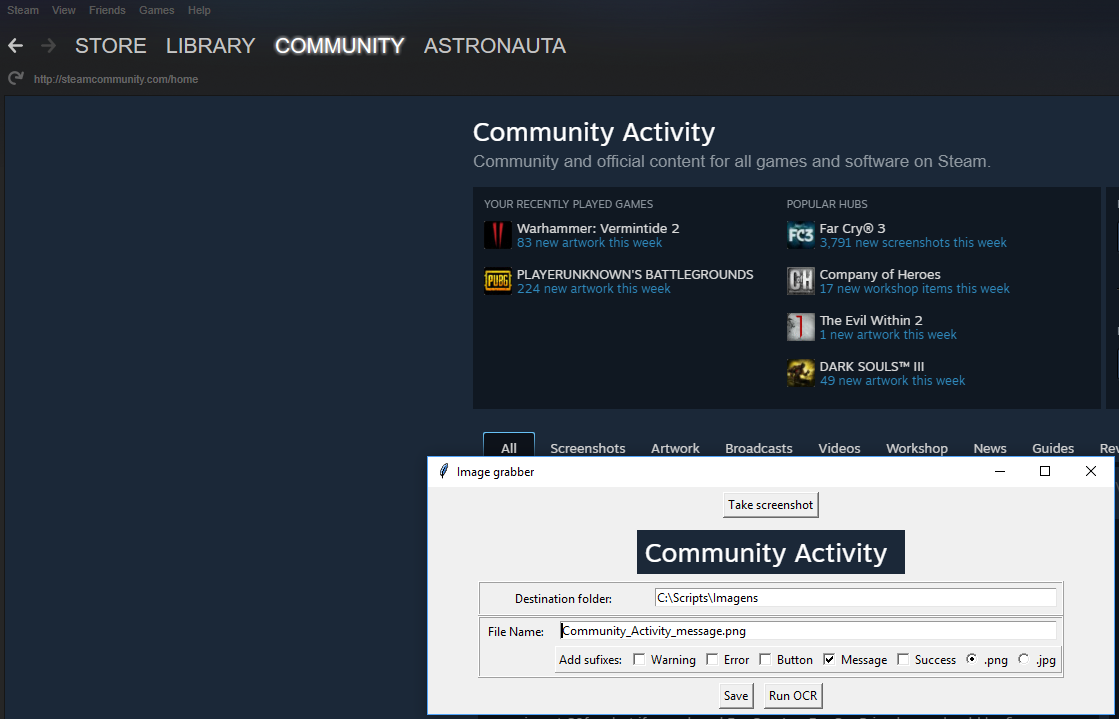 Steam View Friends Games Help
STORE LIBRARY COMMUNITY ASTRONAUTA
http://steamcommunity.com/home
Community Activity
Community and official content for all games and software on Steam.
YOUR RECENTLY PLAYED GAMES
Warhammer: Vermintide 2
83 new artwork this week
PUBG
PLAYERUNKNOWN'S BATTLEGROUNDS
224 new artwork this week
POPULAR HUBS
FC3
Far Cry® 3
3,791 new screenshots this week
CH
Company of Heroes
17 new workshop items this week
The Evil Within 2
1 new artwork this week
DARK SOULS™ III
49 new artwork this week
All Screenshots Artwork Broadcasts Videos Workshop News Guides
Image grabber
Take screenshot
Community Activity
Destination folder: C:\Scripts\Imagens
File Name: Community_Activity_message.png
Add sufixes: Warning Error Button Message Success .png .jpg
Save Run OCR